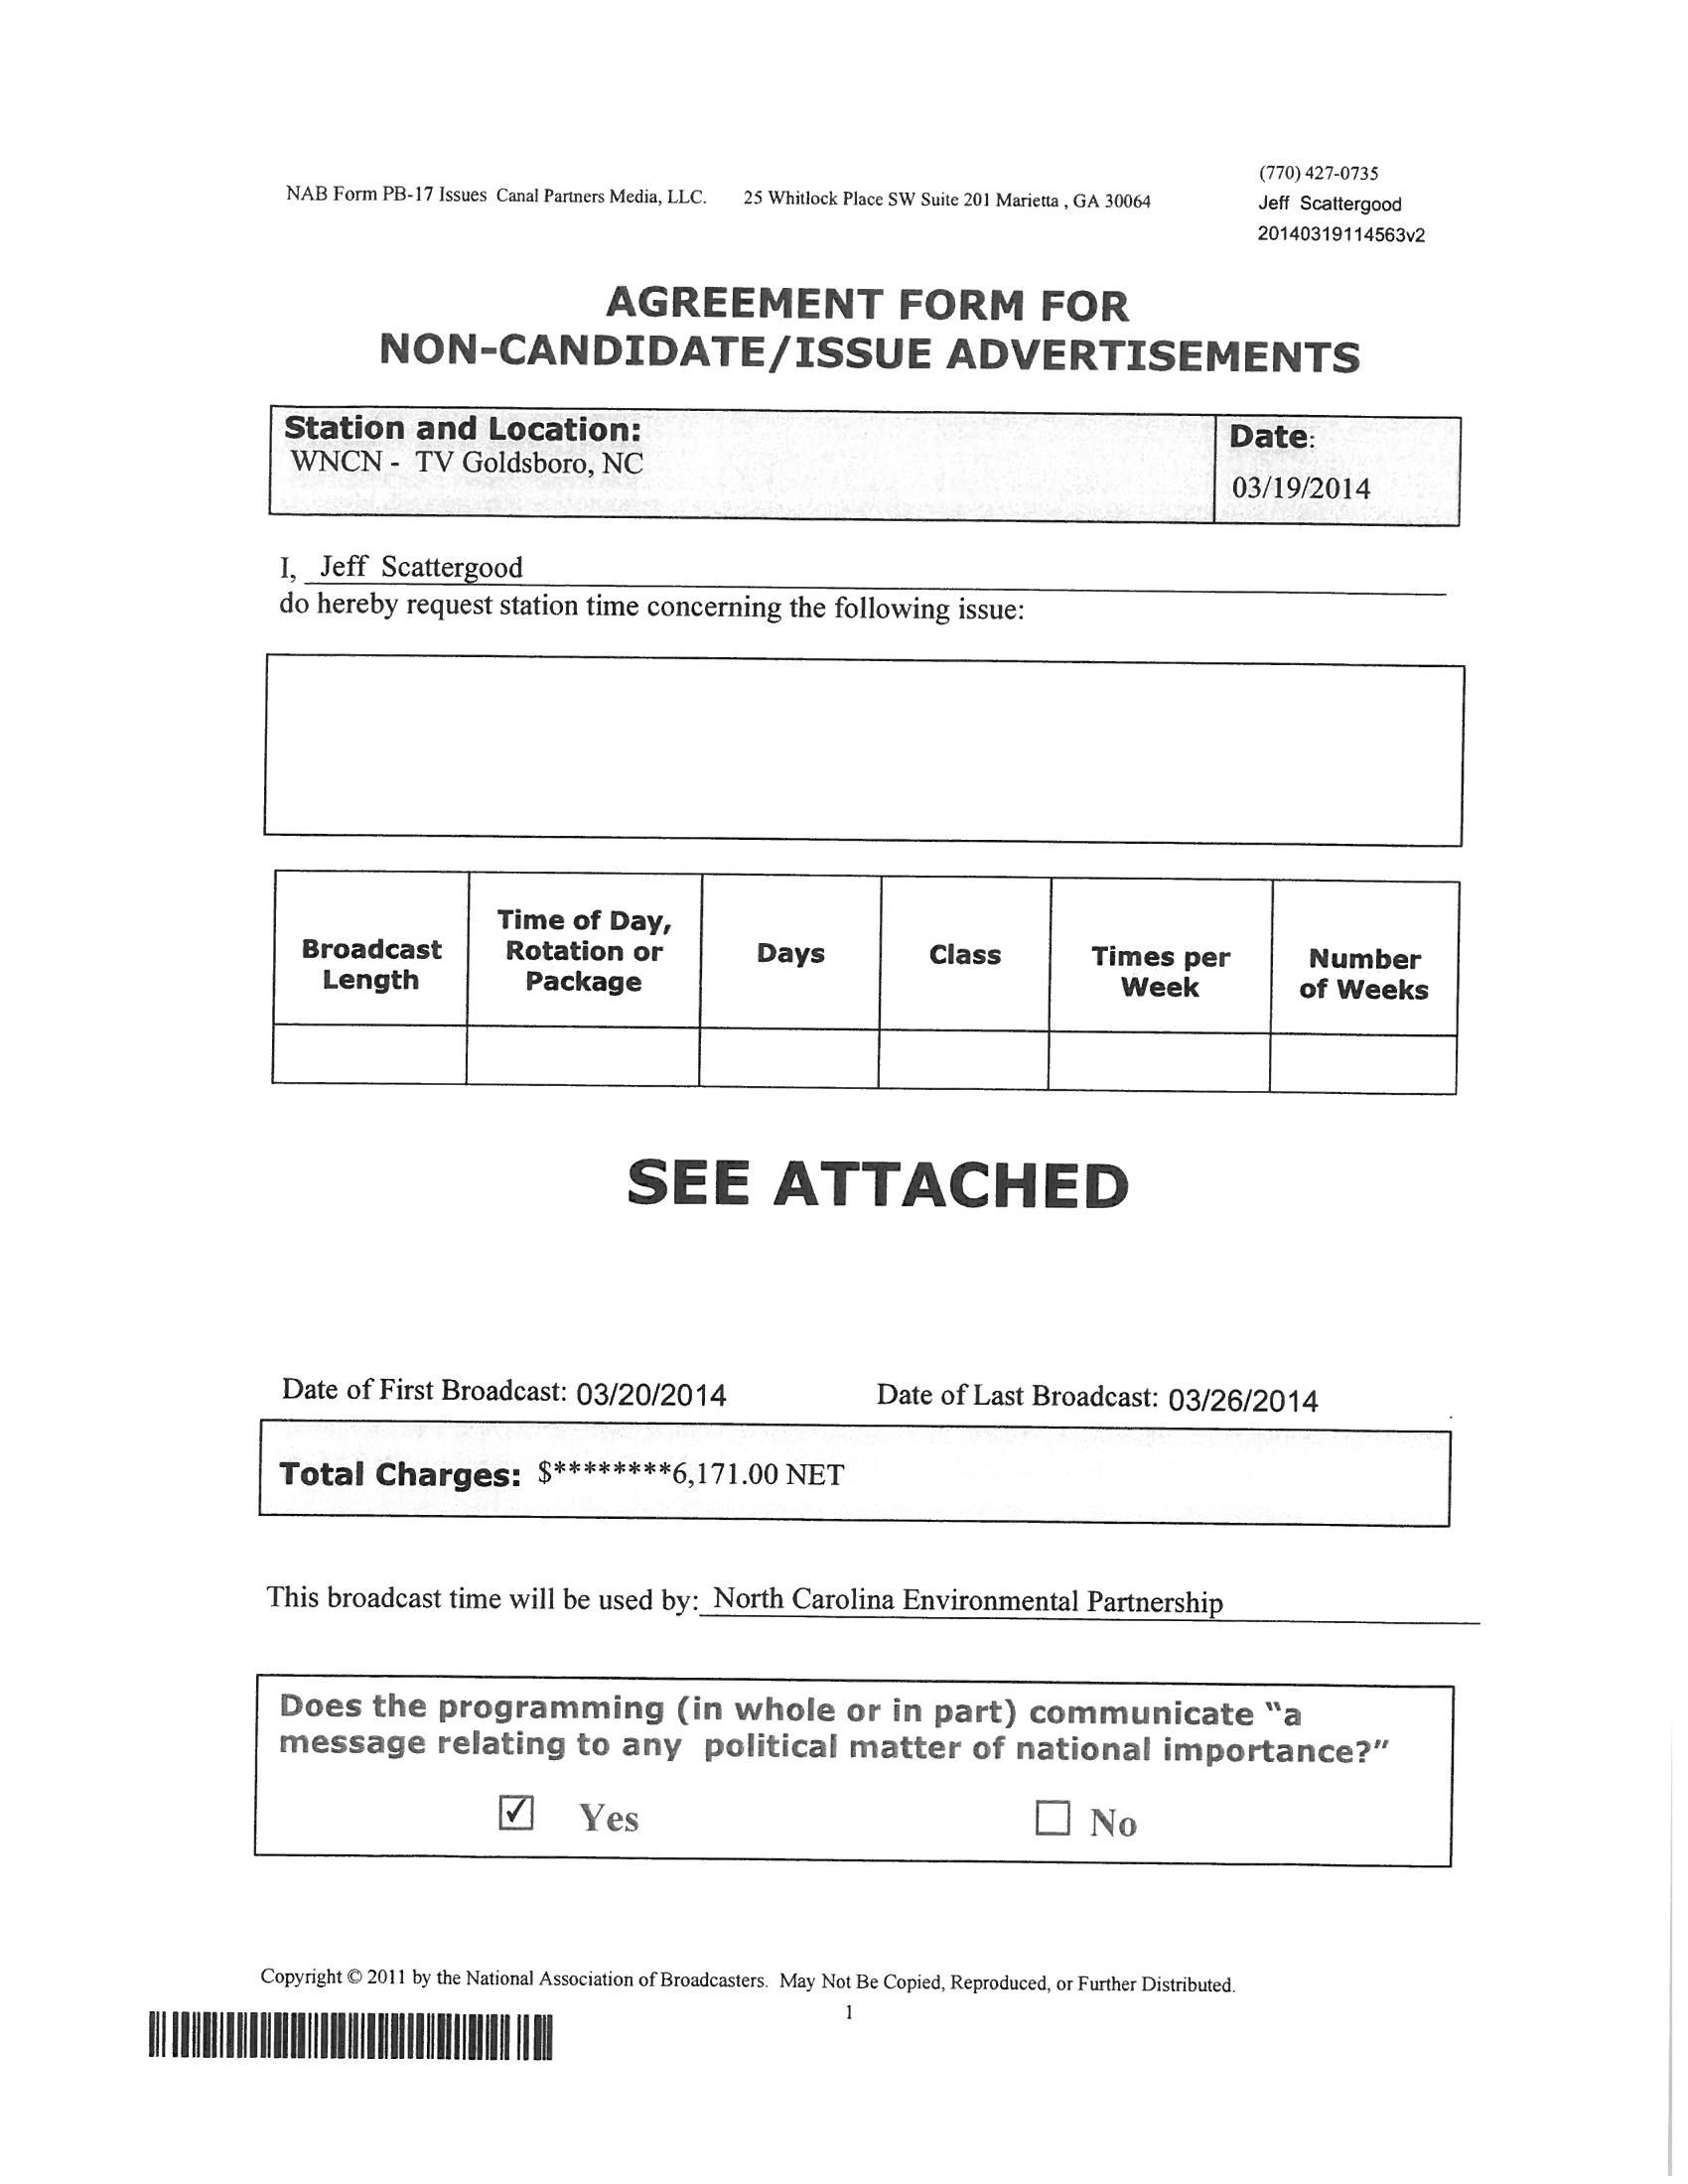 NAB Form PB-17 Issues Canal Partners Media, LLC. 25 Whitlock Place SW Suite 201 Marietta , GA 30064
(770) 427-0735
Jeff Scattergood
20140319114563v2
AGREEMENT FORM FOR
NON-CANDIDATE/ISSUE ADVERTISEMENTS
Station and Location:
WNCN - TV Goldsboro, NC
Date:
03/19/2014
I, Jeff Scattergood
do hereby request station time concerning the following issue:
Broadcast
Length
Time of Day,
Rotation or
Package
Days
Class
Times per
Week
Number
of Weeks
SEE ATTACHED
Date of First Broadcast: 03/20/2014 Date of Last Broadcast: 03/26/2014
Total Charges: $********6,171.00 NET
This broadcast time will be used by: North Carolina Environmental Partnership
Does the programming (in whole or in part) communicate “a
message relating to any political matter of national importance?”
☑ Yes ☐ No
Copyright © 2011 by the National Association of Broadcasters. May Not Be Copied, Reproduced, or Further Distributed.
1